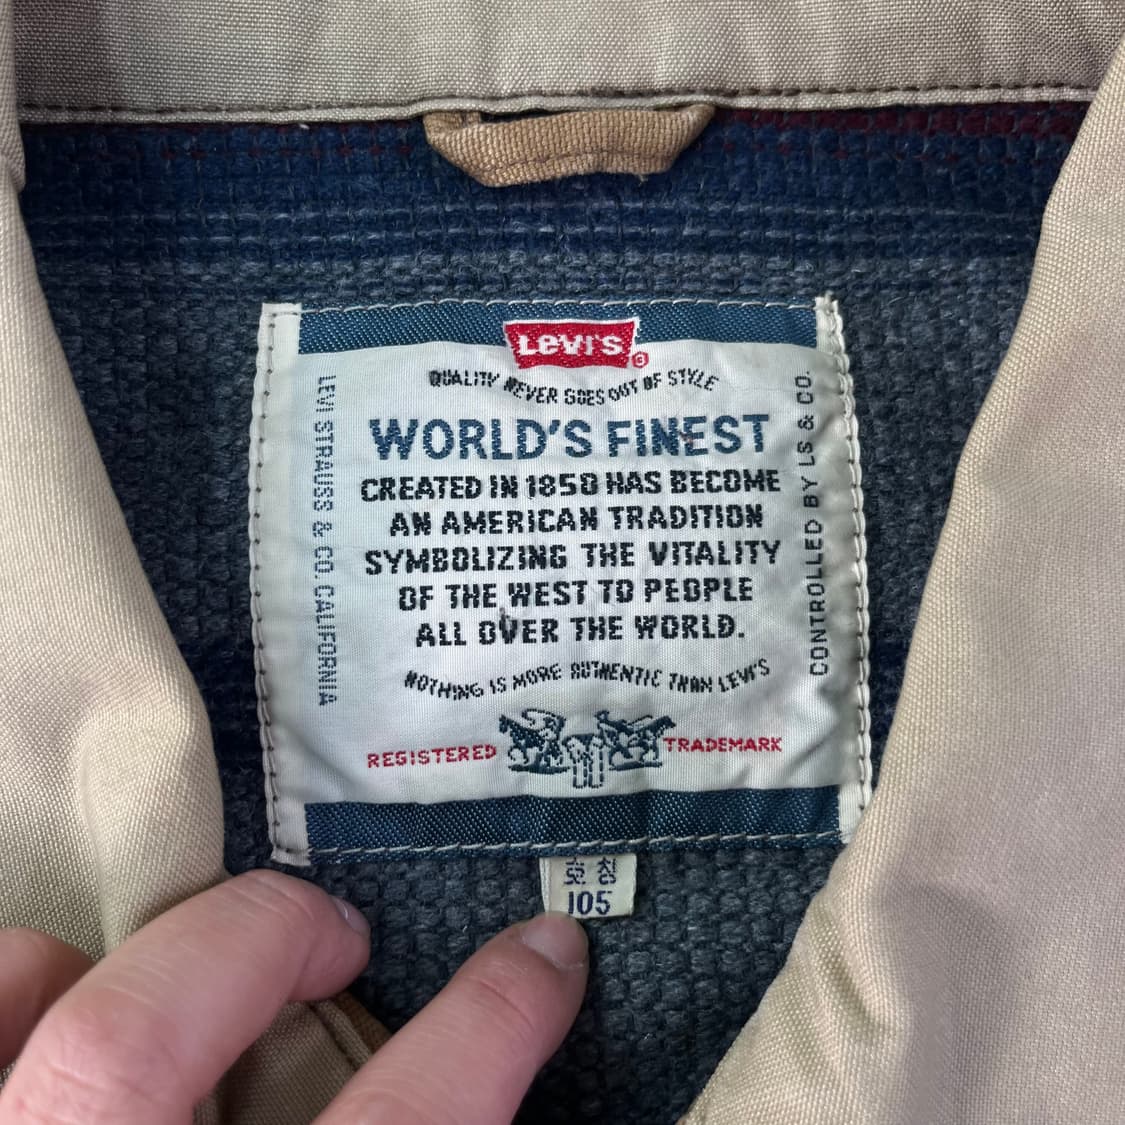 LEVI'S ®
QUALITY NEVER GOES OUT OF STYLE
WORLD'S FINEST
CREATED IN 1850 HAS BECOME
AN AMERICAN TRADITION
SYMBOLIZING THE VITALITY
OF THE WEST TO PEOPLE
ALL OVER THE WORLD.
NOTHING IS MORE AUTHENTIC THAN LEVI'S
REGISTERED TRADEMARK
LEVI STRAUSS & CO. CALIFORNIA
CONTROLLED BY LS & CO.
호칭
105